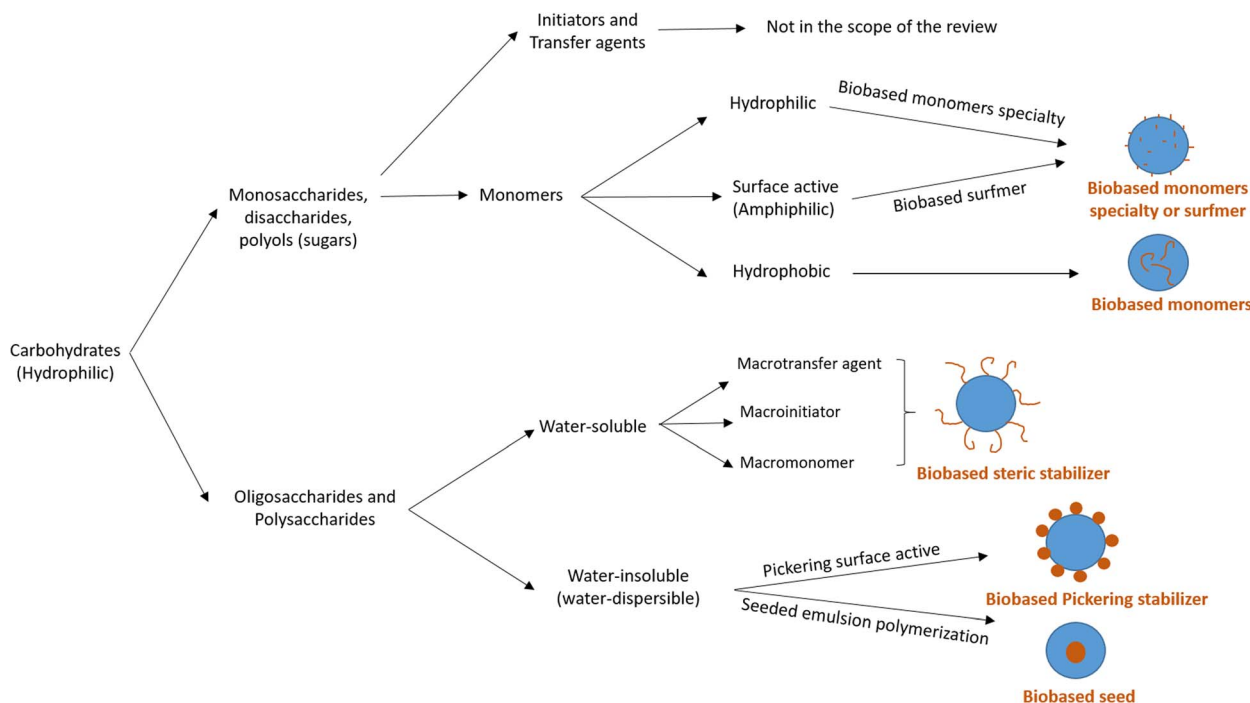 Initiators and
Transfer agents
Not in the scope of the review
Hydrophilic
Biobased monomers specialty
Monosaccharides,
disaccharides,
polyols (sugars)
Monomers
Surface active
(Amphiphilic)
Biobased surfmer
Biobased monomers
specialty or surfmer
Hydrophobic
Biobased monomers
Carbohydrates
(Hydrophilic)
Macrotransfer agent
Water-soluble
Macroinitiator
Macromonomer
Biobased steric stabilizer
Oligosaccharides and
Polysaccharides
Water-insoluble
(water-dispersible)
Pickering surface active
Seeded emulsion polymerization
Biobased Pickering stabilizer
Biobased seed